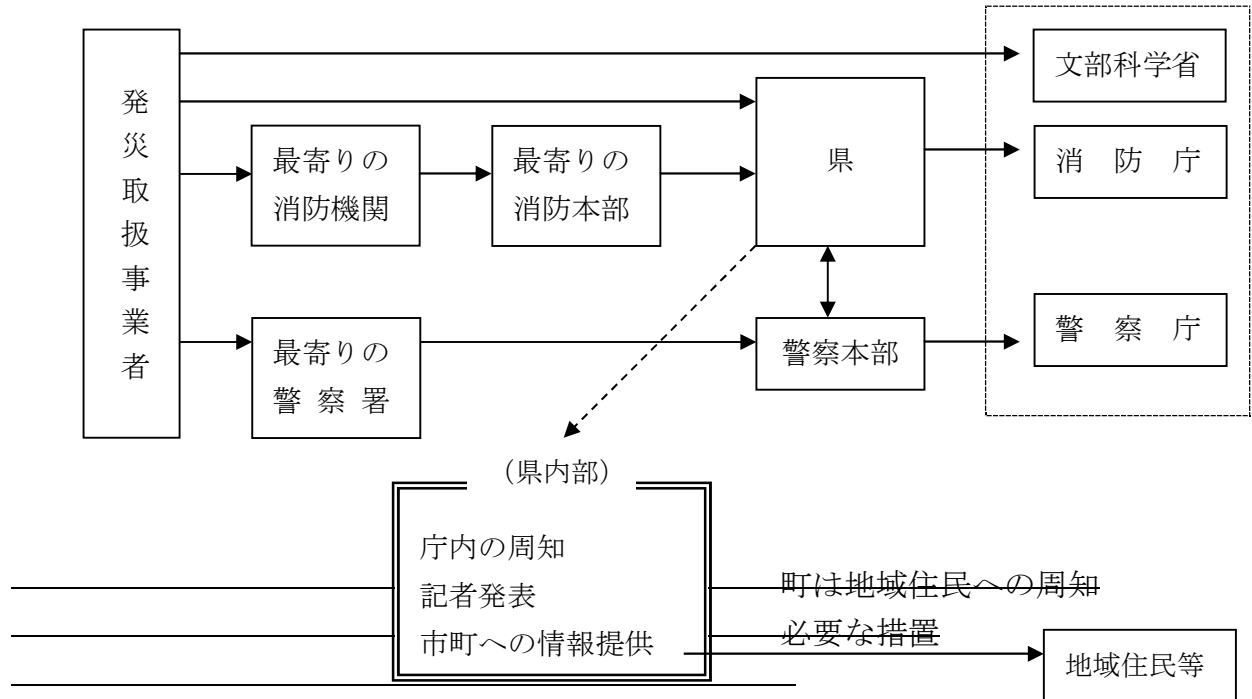 発災取扱事業者
文部科学省
最寄りの
消防機関
最寄りの
消防本部
県
消 防 庁
最寄りの
警 察 署
警察本部
警 察 庁
（県内部）
庁内の周知
記者発表
市町への情報提供
町は地域住民への周知
必要な措置
地域住民等